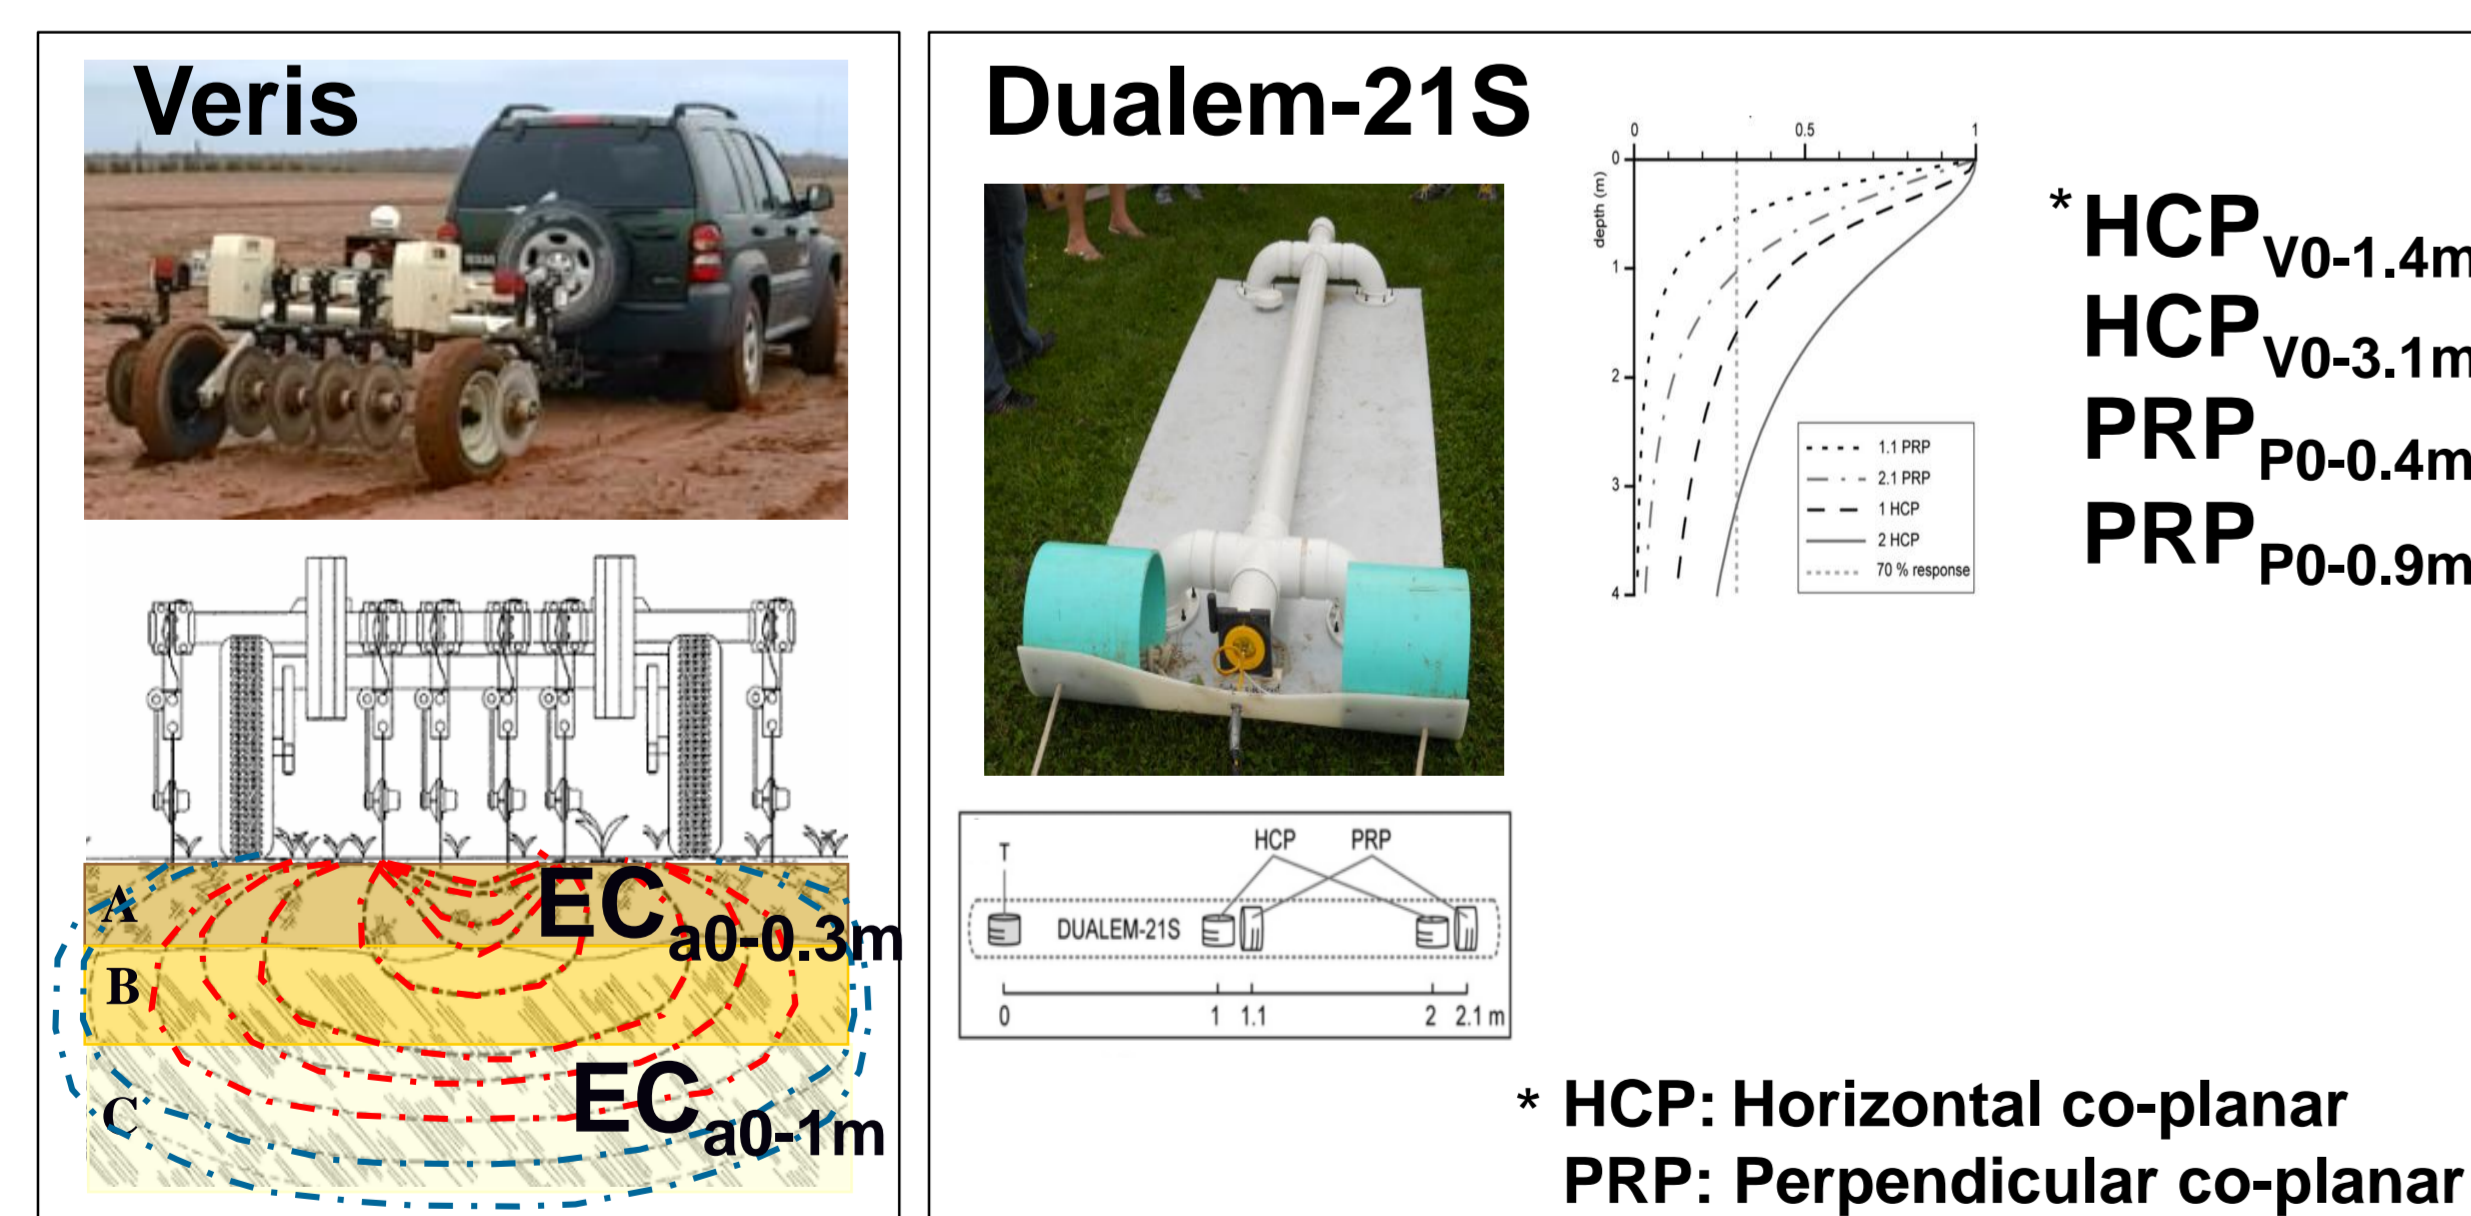 Veris
A
B
C
ECa0-0.3m
ECa0-1m
Dualem-21S
0 0.5 1
depth (m)
0
1
2
3
4
1.1 PRP
2.1 PRP
1 HCP
2 HCP
70 % response
* HCPV0-1.4m
HCPV0-3.1m
PRPP0-0.4m
PRPP0-0.9m
HCP PRP
T
DUALEM-21S
0 1 1.1 2 2.1 m
* HCP: Horizontal co-planar
PRP: Perpendicular co-planar